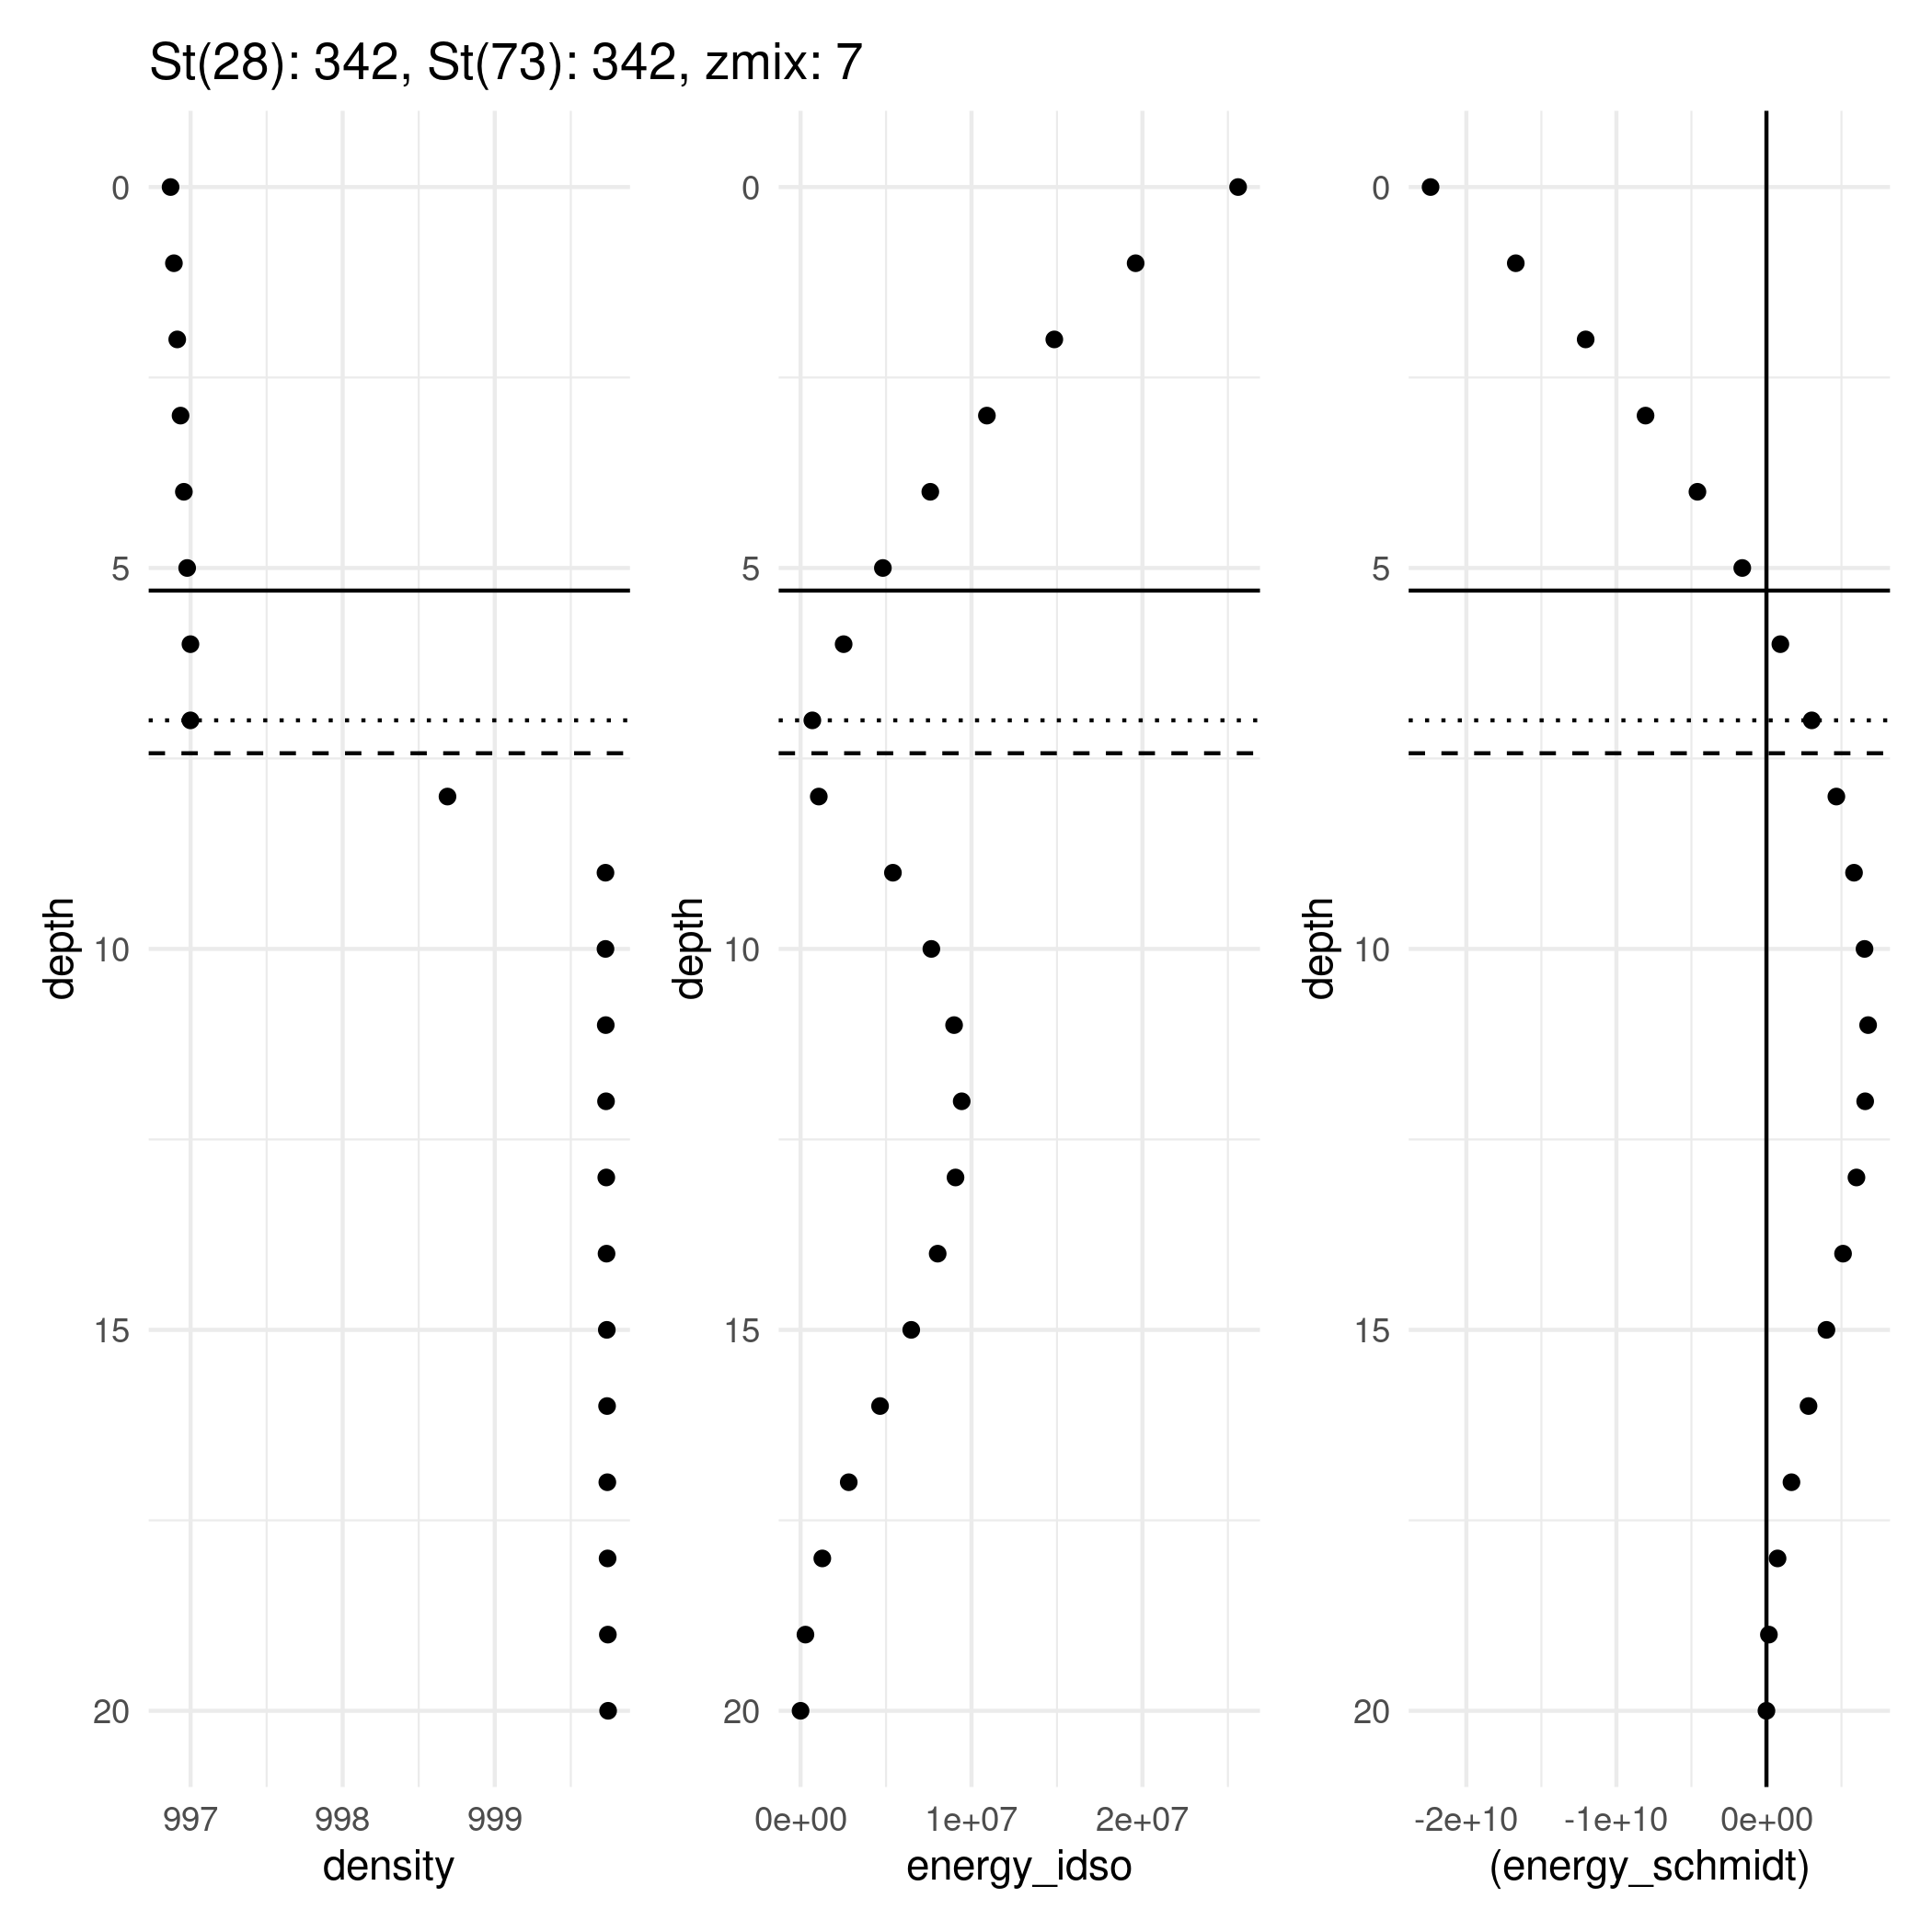 St(28): 342, St(73): 342, zmix: 7
0
5
10
15
20
depth
997 998 999
density
0
5
10
15
20
depth
0e+00 1e+07 2e+07
energy_idso
0
5
10
15
20
depth
-2e+10 -1e+10 0e+00
(energy_schmidt)